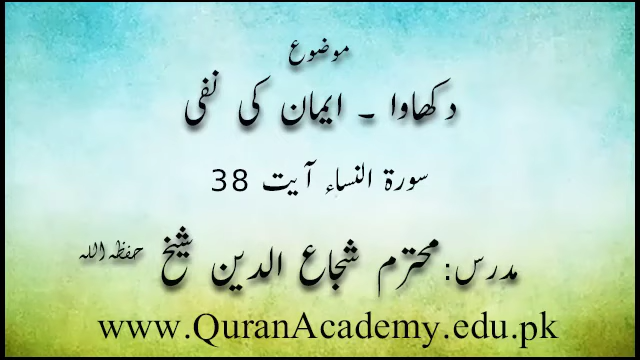 موضوع
دکھاوا ۔ ایمان کی نفی
سورۃ النساء آیت 38
مدرس: محترم شجاع الدین شیخ حفظہ اللہ
www.QuranAcademy.edu.pk